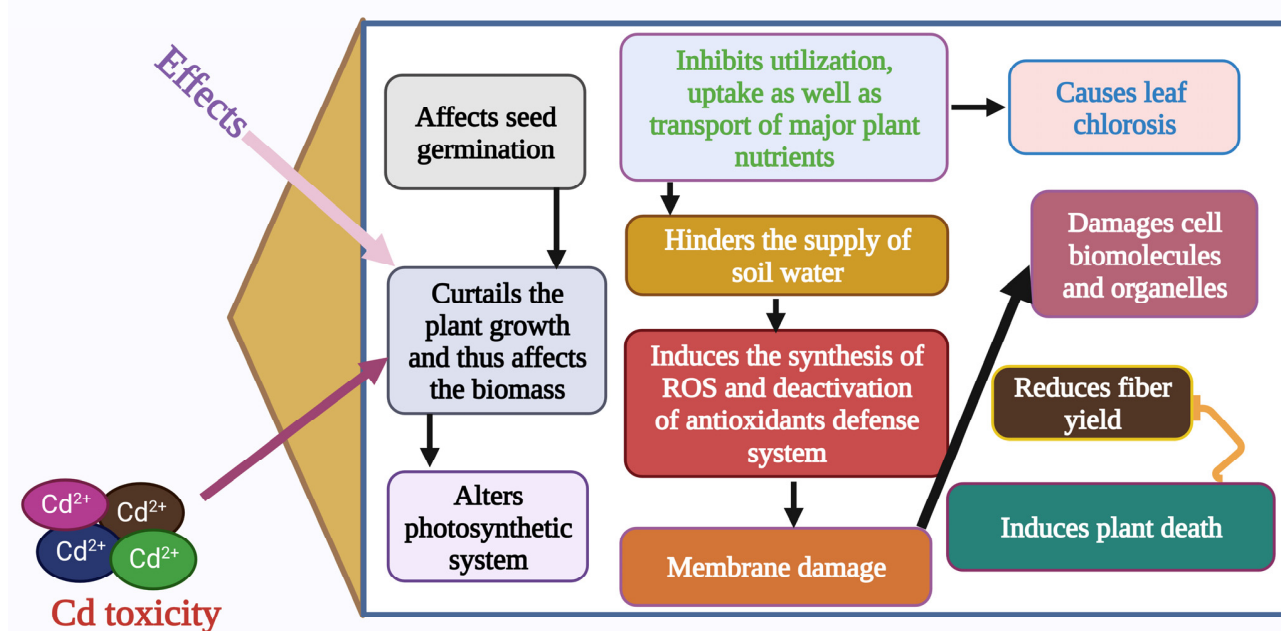 Effects
Affects seed
germination
Curtails the
plant growth
and thus affects
the biomass
Alters
photosynthetic
system
Inhibits utilization,
uptake as well as
transport of major plant
nutrients
Hinders the supply of
soil water
Induces the synthesis of
ROS and deactivation
of antioxidants defense
system
Membrane damage
Causes leaf
chlorosis
Damages cell
biomolecules
and organelles
Reduces fiber
yield
Induces plant death
Cd²⁺
Cd²⁺
Cd²⁺
Cd²⁺
Cd toxicity